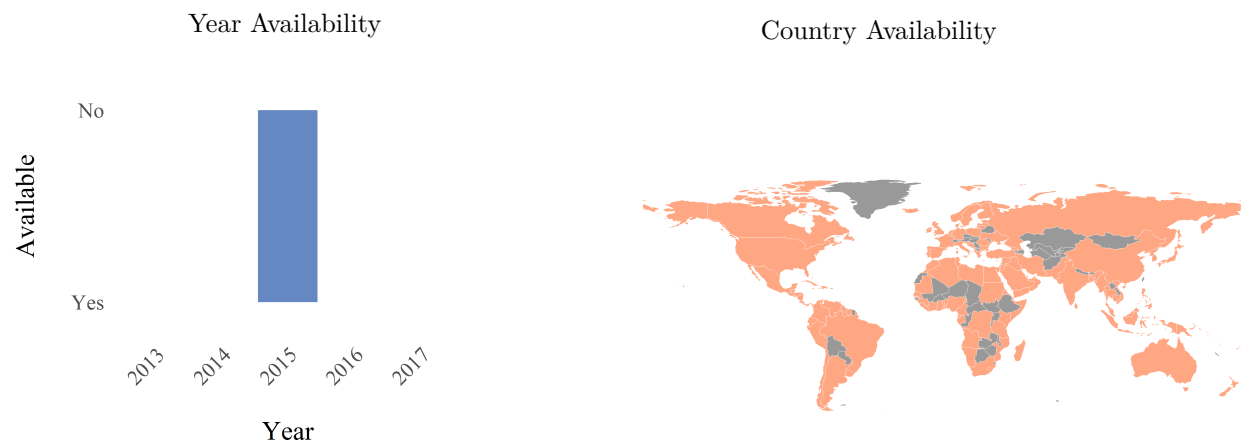 Year Availability
No
Available
Yes
2013
2014
2015
2016
2017
Year
Country Availability